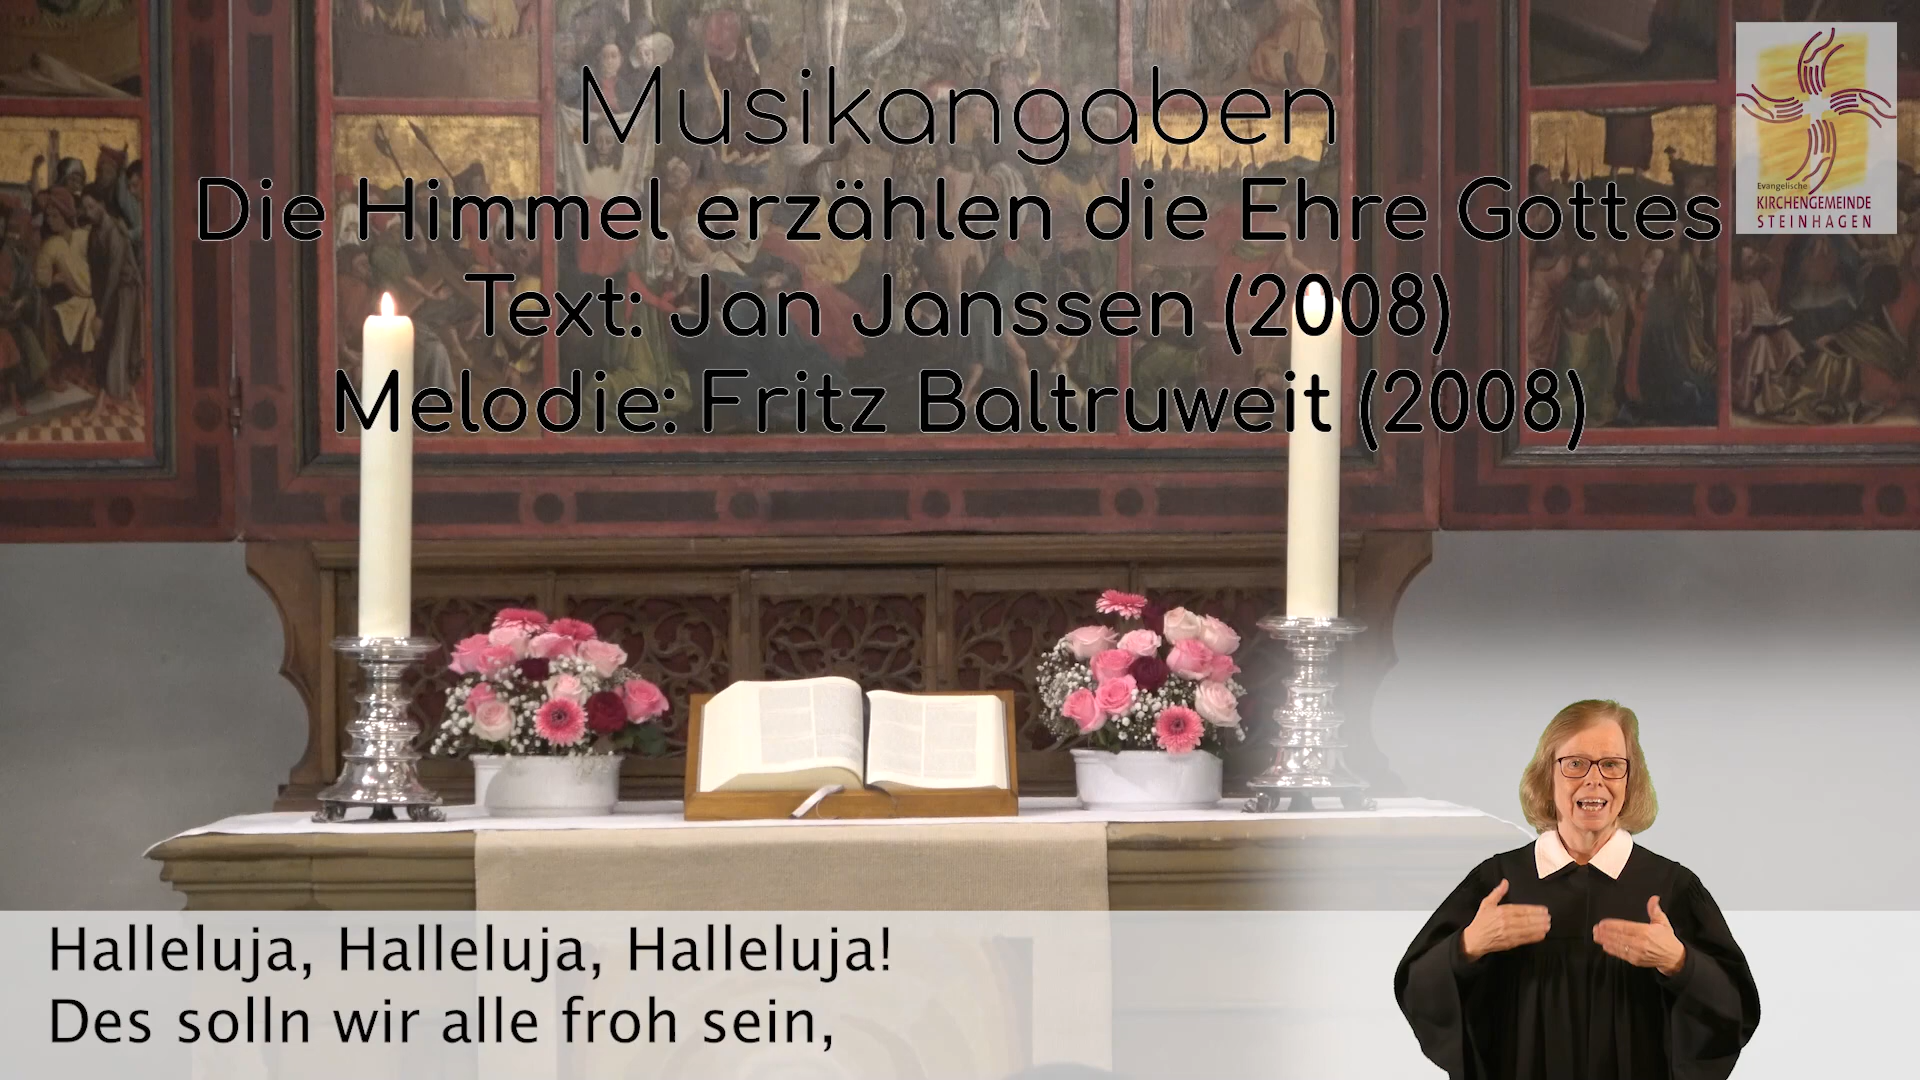 Musikangaben
Die Himmel erzählen die Ehre Gottes
Text: Jan Janssen (2008)
Melodie: Fritz Baltruweit (2008)
Evangelische
KIRCHENGEMEINDE
STEINHAGEN
Halleluja, Halleluja, Halleluja!
Des solln wir alle froh sein,